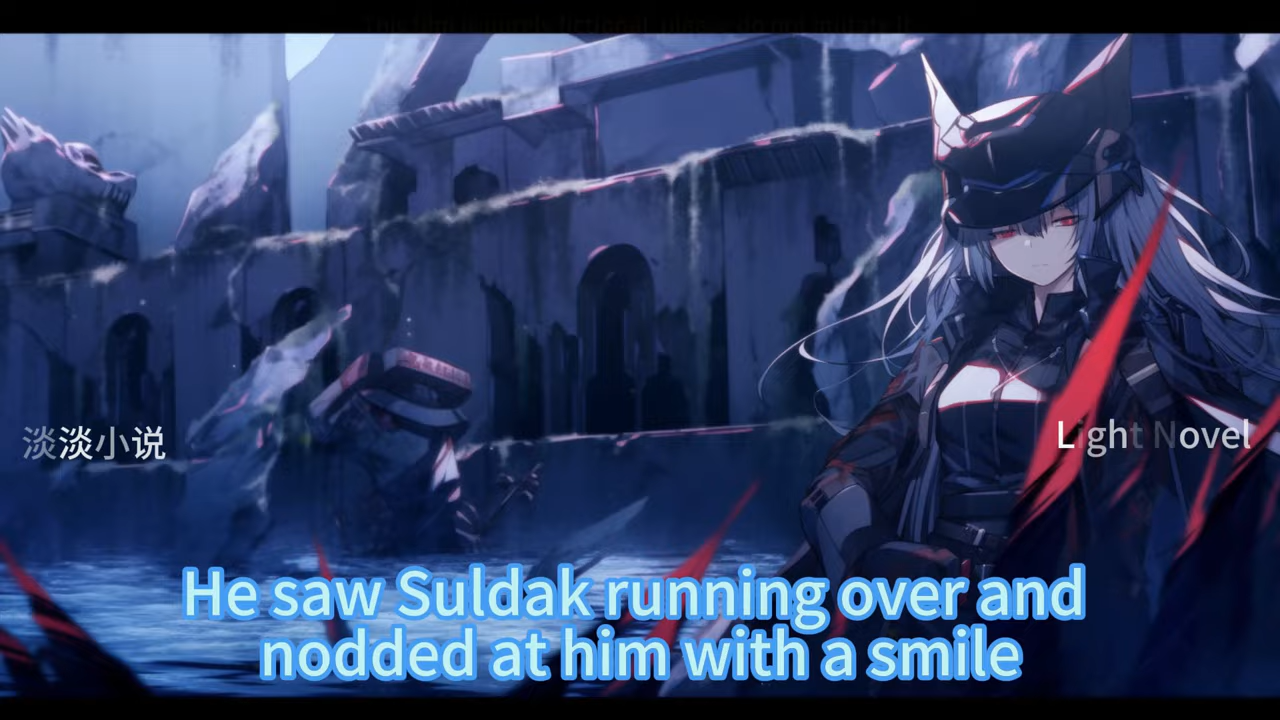 淡淡小说
Light Novel
He saw Suldak running over and
nodded at him with a smile